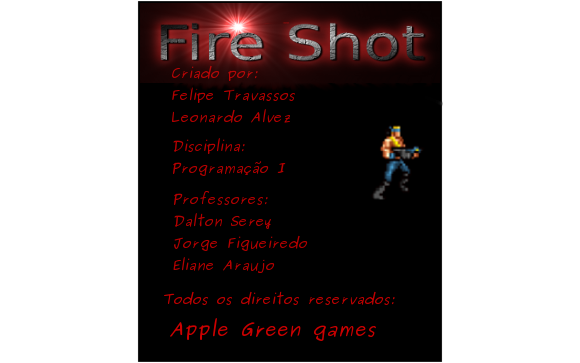 Fire Shot
Criado por:
Felipe Travassos
Leonardo Alvez
Disciplina:
Programação I
Professores:
Dalton Serey
Jorge Figueiredo
Eliane Araujo
Todos os direitos reservados:
Apple Green games